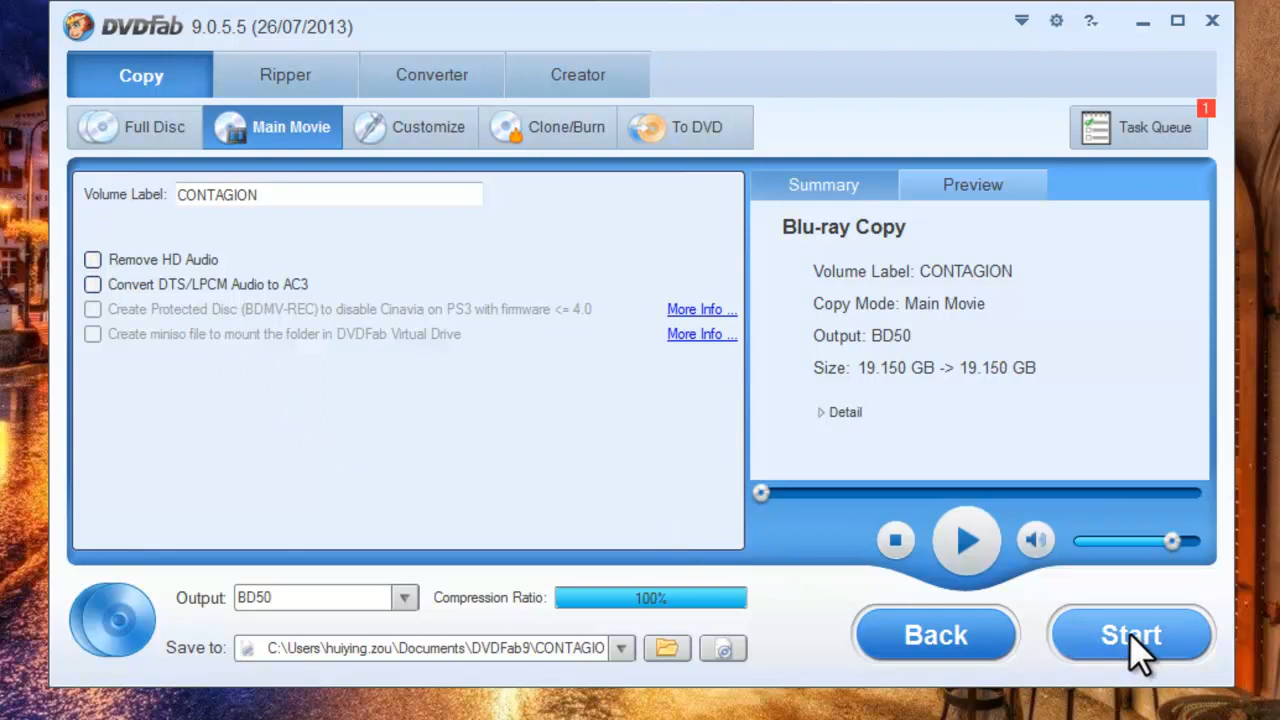 DVDFab 9.0.5.5 (26/07/2013)
Copy
Ripper
Converter
Creator
Full Disc
Main Movie
Customize
Clone/Burn
To DVD
Task Queue
1
Volume Label: CONTAGION
Remove HD Audio
Convert DTS/LPCM Audio to AC3
Create Protected Disc (BDMV-REC) to disable Cinavia on PS3 with firmware <= 4.0 More Info ...
Create miniso file to mount the folder in DVDFab Virtual Drive More Info ...
Summary
Preview
Blu-ray Copy
Volume Label: CONTAGION
Copy Mode: Main Movie
Output: BD50
Size: 19.150 GB -> 19.150 GB
Detail
Output: BD50
Compression Ratio: 100%
Save to: C:\Users\huiying.zou\Documents\DVDFab9\CONTAGIO
Back
Start